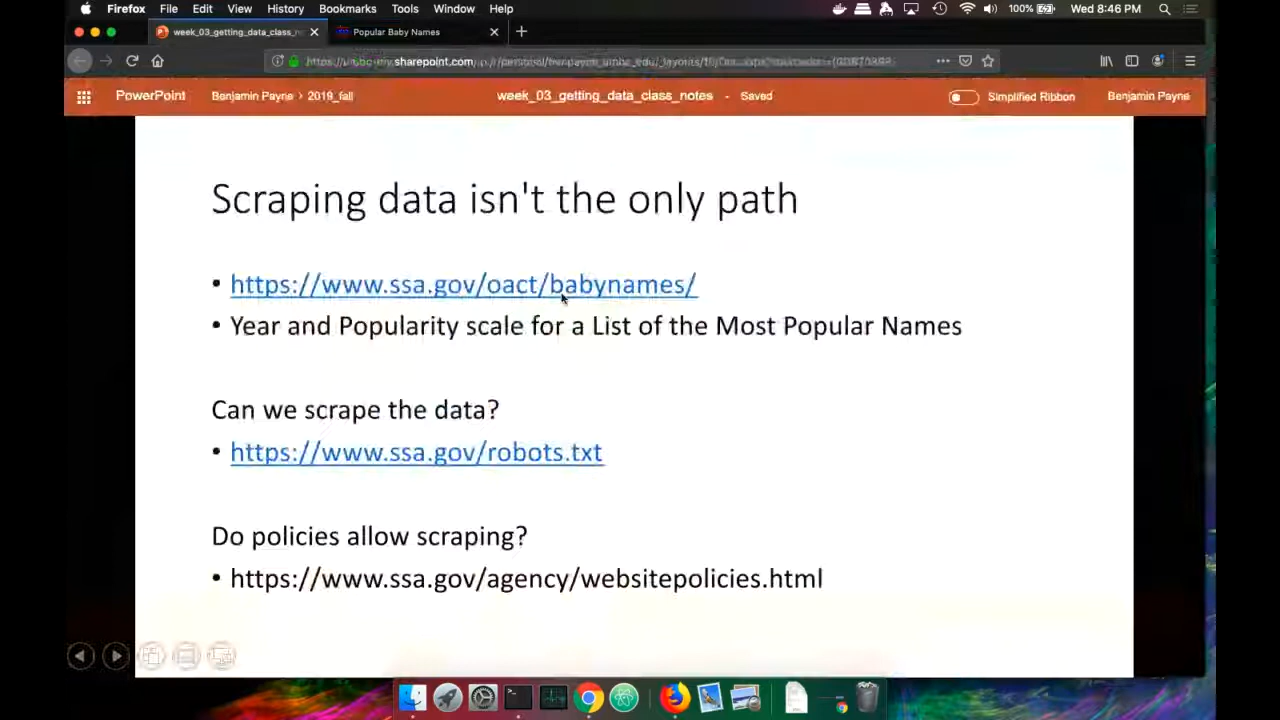 Firefox File Edit View History Bookmarks Tools Window Help 100% Wed 8:46 PM
week_03_getting_data_class_n Popular Baby Names
sharepoint.com
PowerPoint Benjamin Payne > 2019_fall week_03_getting_data_class_notes - Saved Simplified Ribbon Benjamin Payne
Scraping data isn't the only path
• https://www.ssa.gov/oact/babynames/
• Year and Popularity scale for a List of the Most Popular Names
Can we scrape the data?
• https://www.ssa.gov/robots.txt
Do policies allow scraping?
• https://www.ssa.gov/agency/websitepolicies.html